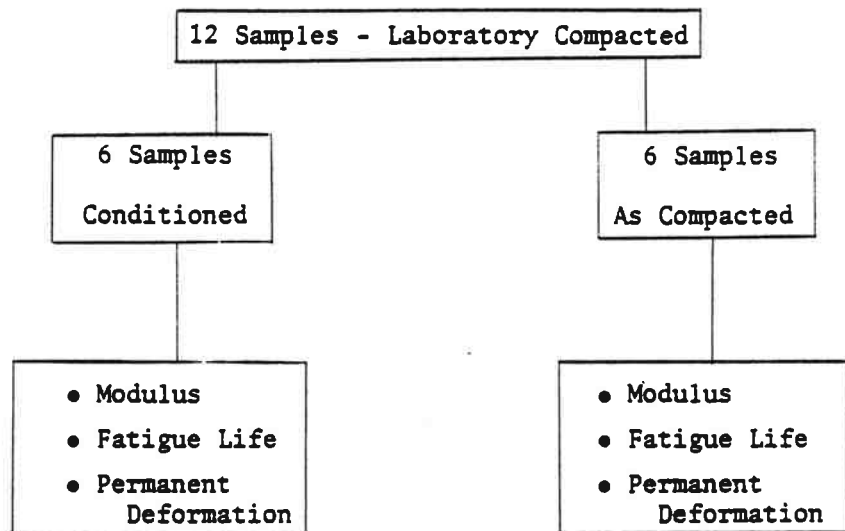 12 Samples - Laboratory Compacted
6 Samples
Conditioned
6 Samples
As Compacted
• Modulus
• Fatigue Life
• Permanent
Deformation
• Modulus
• Fatigue Life
• Permanent
Deformation